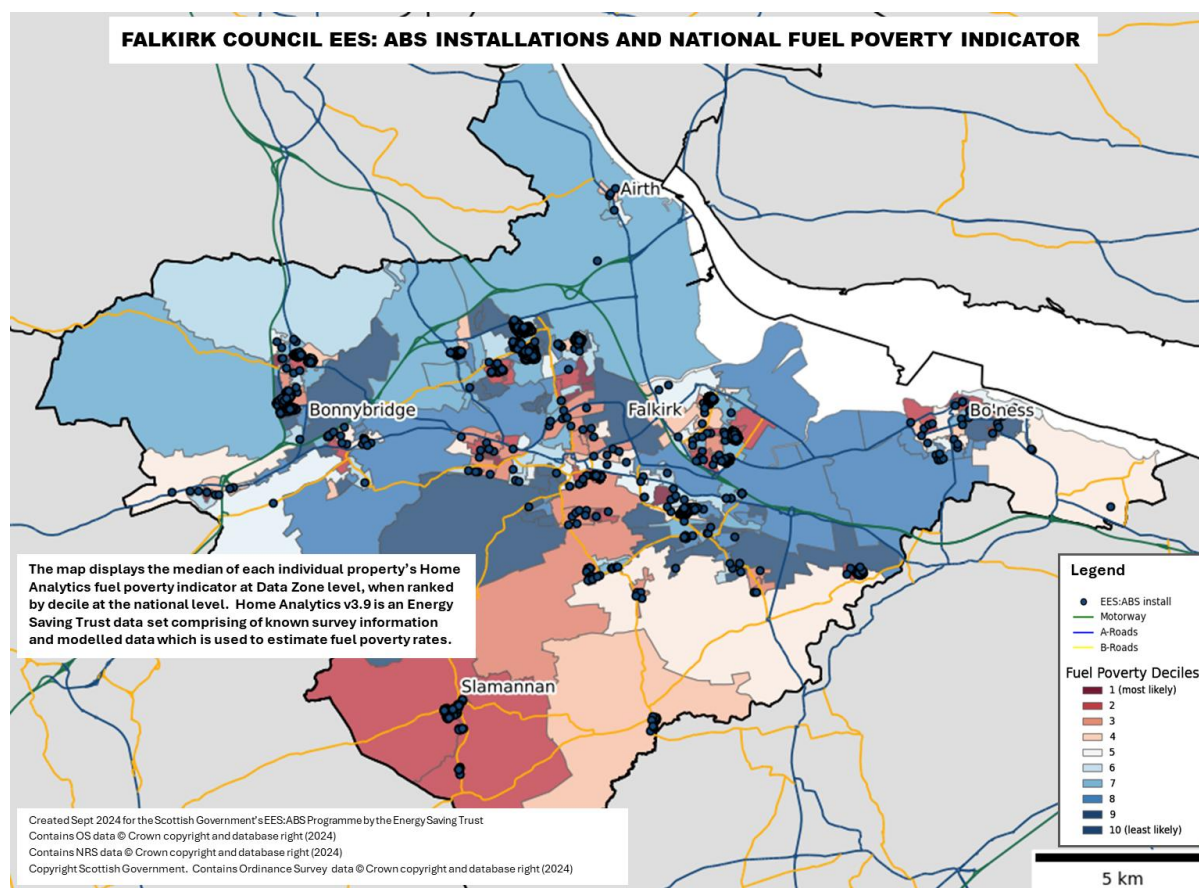 FALKIRK COUNCIL EES: ABS INSTALLATIONS AND NATIONAL FUEL POVERTY INDICATOR
Airth
Bonnybridge
Falkirk
Bo'ness
The map displays the median of each individual property's Home
Analytics fuel poverty indicator at Data Zone level, when ranked
by decile at the national level. Home Analytics v3.9 is an Energy
Saving Trust data set comprising of known survey information
and modelled data which is used to estimate fuel poverty rates.
Slamannan
Legend
EES:ABS install
Motorway
A-Roads
B-Roads
Fuel Poverty Deciles
1 (most likely)
2
3
4
5
6
7
8
9
10 (least likely)
Created Sept 2024 for the Scottish Government's EES:ABS Programme by the Energy Saving Trust
Contains OS data © Crown copyright and database right (2024)
Contains NRS data © Crown copyright and database right (2024)
Copyright Scottish Government. Contains Ordinance Survey data © Crown copyright and database right (2024)
5 km